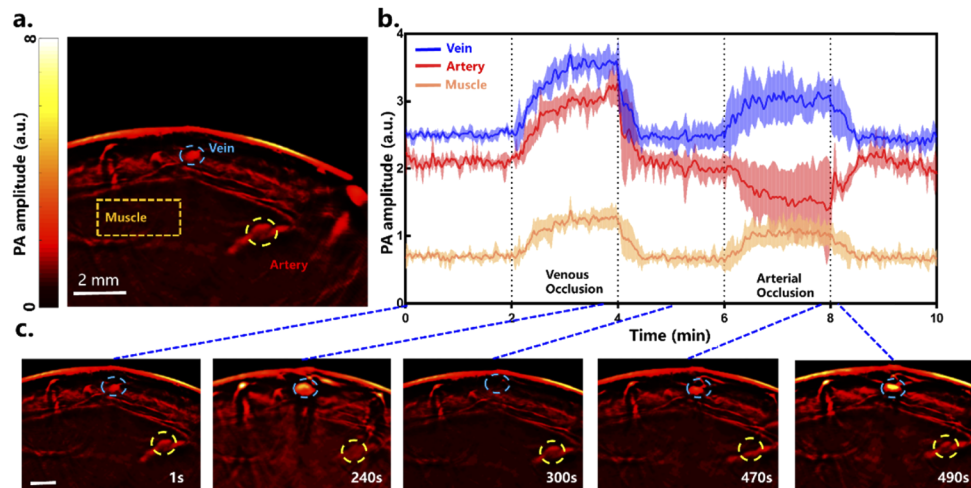 a.
8
PA amplitude (a.u.)
0
Vein
Muscle
Artery
2 mm
b.
PA amplitude (a.u.)
4
3
2
1
0
Vein
Artery
Muscle
Venous
Occlusion
Arterial
Occlusion
0 2 4 6 8 10
Time (min)
c.
1s
240s
300s
470s
490s